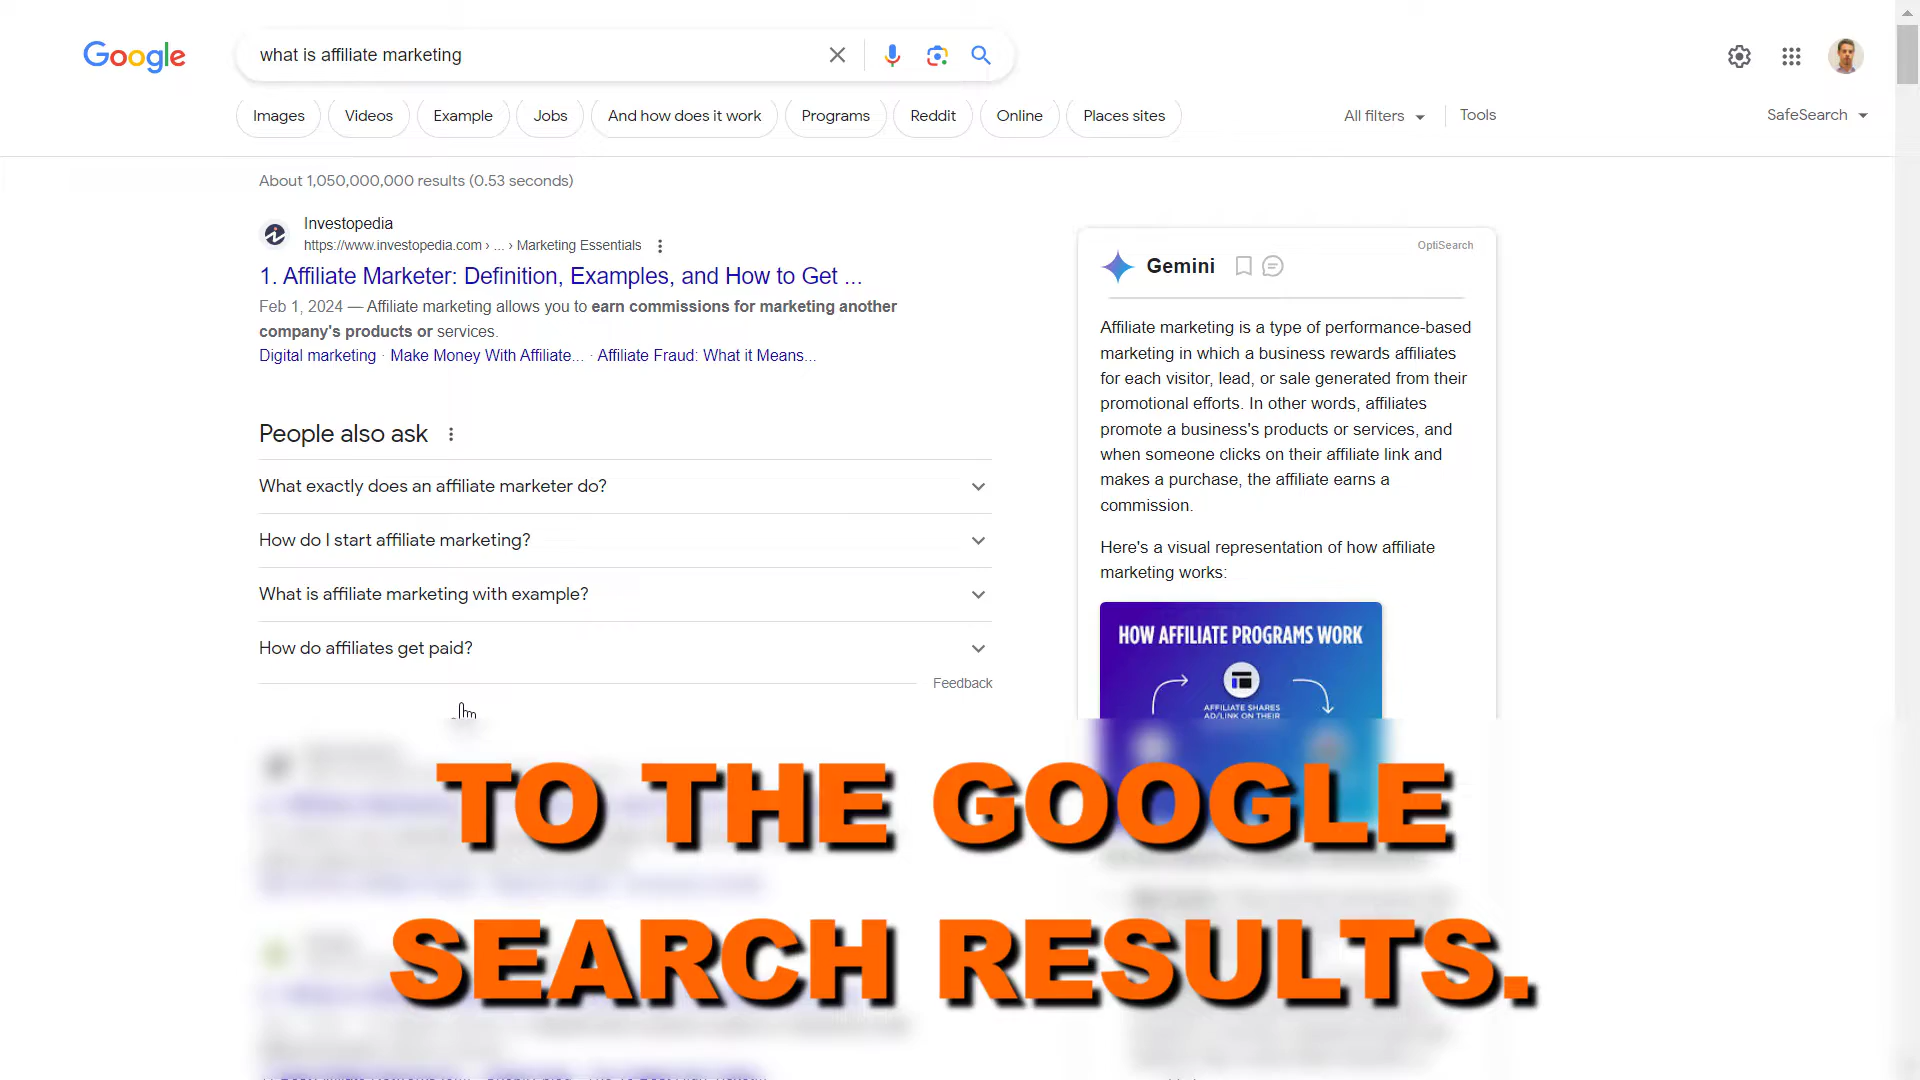 Google
what is affiliate marketing
Images
Videos
Example
Jobs
And how does it work
Programs
Reddit
Online
Places sites
All filters
Tools
SafeSearch
About 1,050,000,000 results (0.53 seconds)
Investopedia
https://www.investopedia.com › ... › Marketing Essentials
1. Affiliate Marketer: Definition, Examples, and How to Get ...
Feb 1, 2024 — Affiliate marketing allows you to earn commissions for marketing another
company's products or services.
Digital marketing · Make Money With Affiliate... · Affiliate Fraud: What it Means...
People also ask
What exactly does an affiliate marketer do?
How do I start affiliate marketing?
What is affiliate marketing with example?
How do affiliates get paid?
Feedback
OptiSearch
Gemini
Affiliate marketing is a type of performance-based
marketing in which a business rewards affiliates
for each visitor, lead, or sale generated from their
promotional efforts. In other words, affiliates
promote a business's products or services, and
when someone clicks on their affiliate link and
makes a purchase, the affiliate earns a
commission.
Here's a visual representation of how affiliate
marketing works:
HOW AFFILIATE PROGRAMS WORK
AFFILIATE SHARES
AD/LINK ON THEIR
TO THE GOOGLE
SEARCH RESULTS.